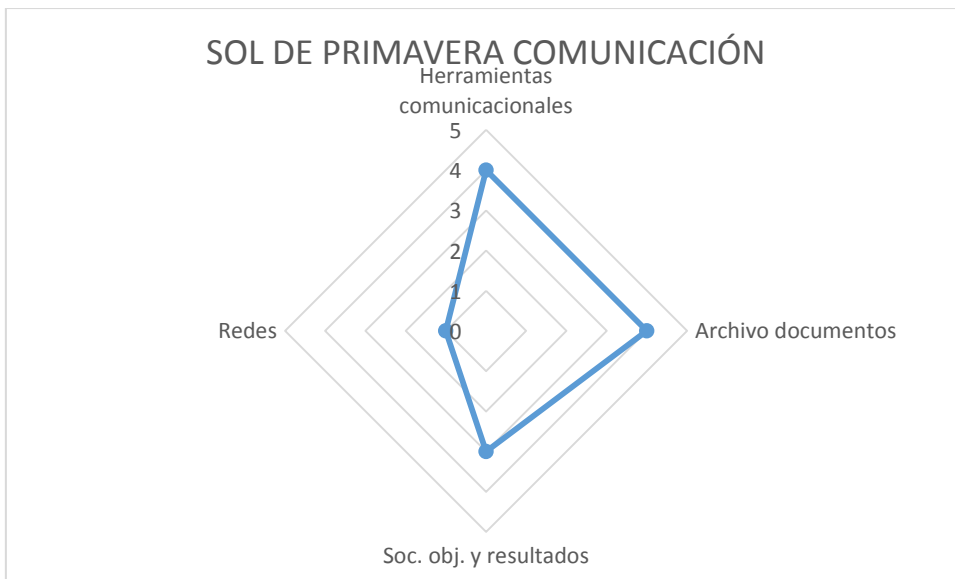 SOL DE PRIMAVERA COMUNICACIÓN
Herramientas
comunicacionales
5
4
3
2
1
0
Redes
Archivo documentos
Soc. obj. y resultados